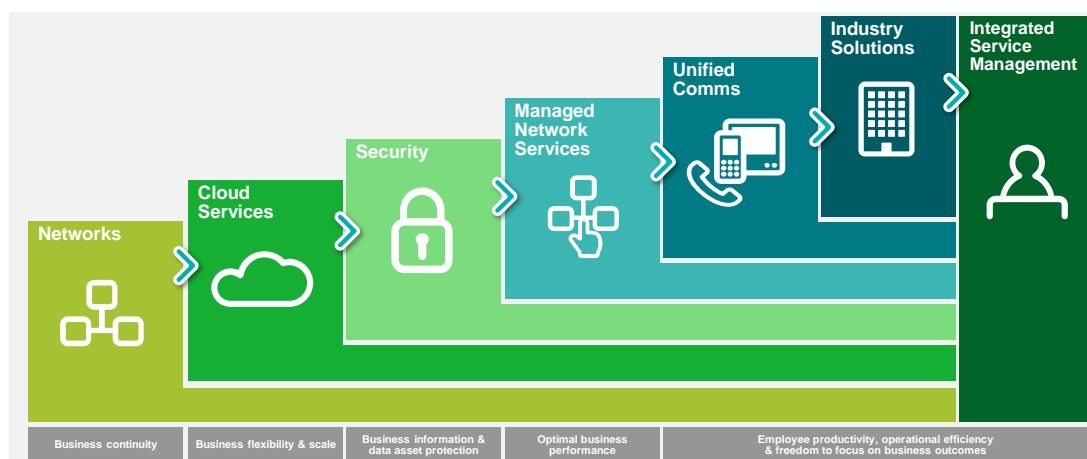 Networks
Cloud
Services
Security
Managed
Network
Services
Unified
Comms
Industry
Solutions
Integrated
Service
Management
Business continuity
Business flexibility & scale
Business information &
data asset protection
Optimal business
performance
Employee productivity, operational efficiency
& freedom to focus on business outcomes